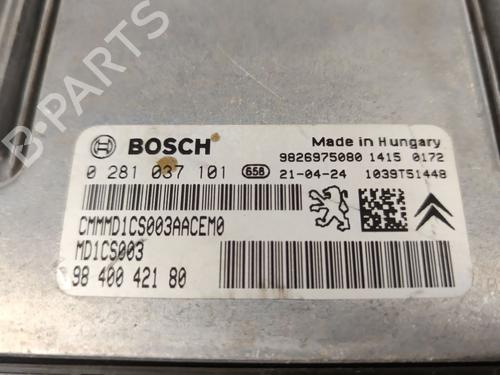 B-PARTS
BOSCH
Made in Hungary
9826975080 1415 0172
0 281 037 101 658 21-04-24 1039T51448
CMMMD1CS003AACEM0
MD1CS003
98 400 421 80